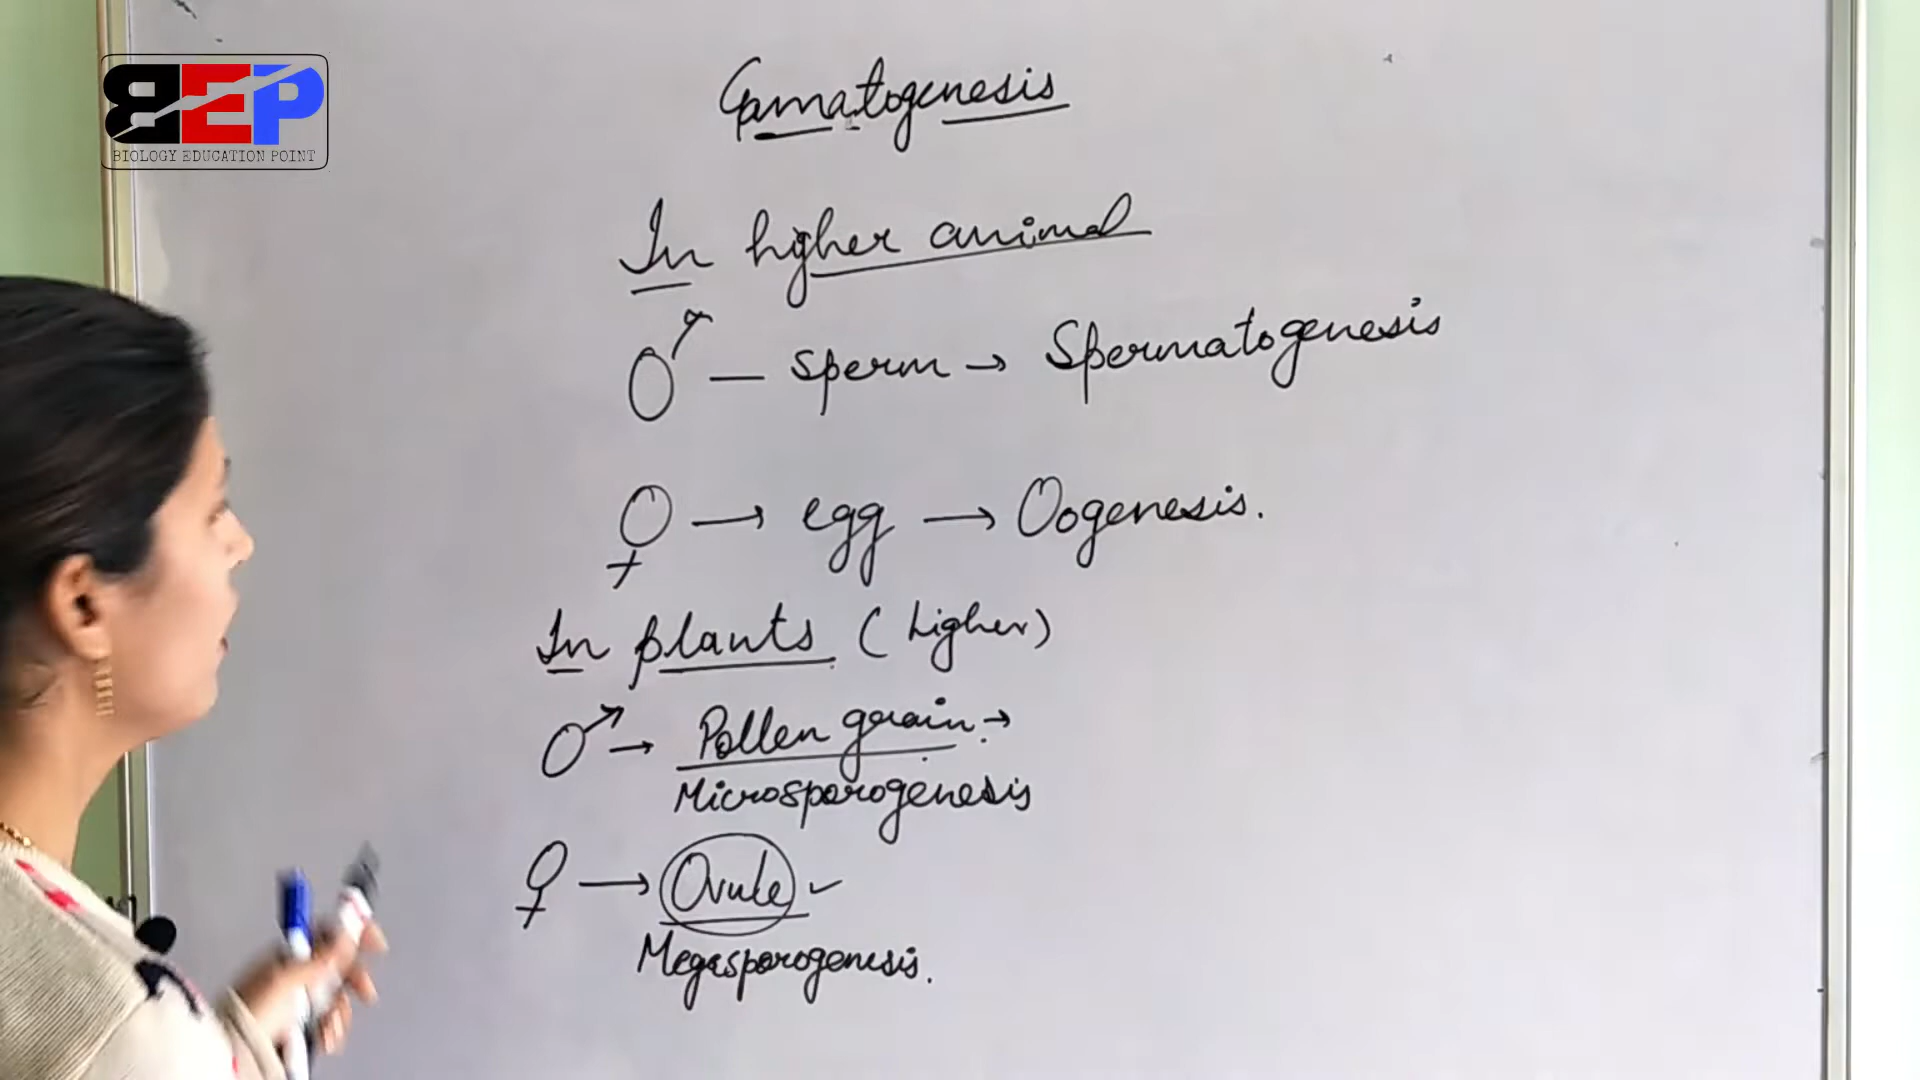 BEP
BIOLOGY EDUCATION POINT
Gamatogenesis
In higher animal
♂ — Sperm → Spermatogenesis
♀ → egg → Oogenesis.
In plants (higher)
♂ → Pollen grain. →
Microsporogenesis
♀ → Ovule ✓
Megasporogenesis.